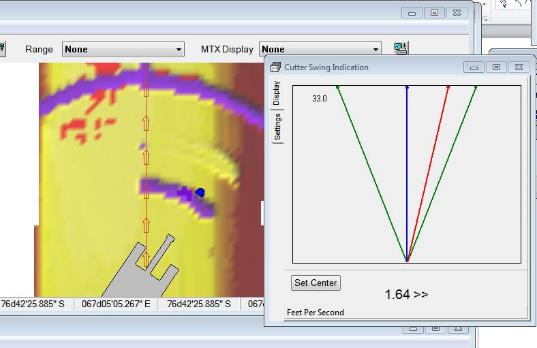 Range None MTX Display None
Cutter Swing Indication
Display
Settings
33.0
Set Center
1.64 >>
Feet Per Second
76d42'25.885" S 067d05'05.267" E 76d42'25.885" S 067